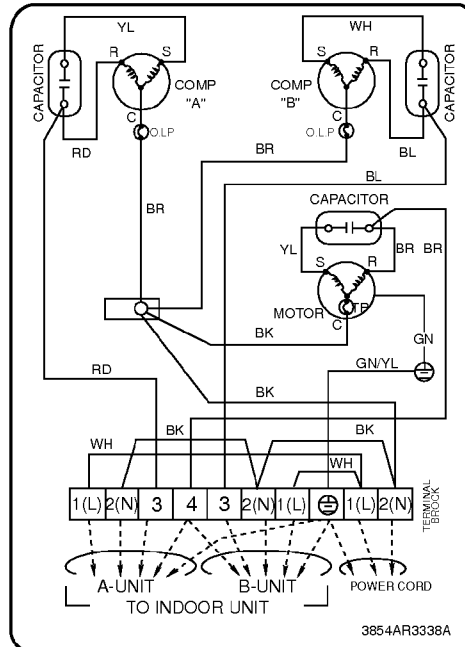 YL
WH
R
S
S
R
CAPACITOR
COMP
"A"
COMP
"B"
CAPACITOR
C
O.L.P
C
O.L.P
RD
BR
BL
BL
BR
CAPACITOR
YL
BR
BR
S
R
MOTOR
T.P
C
GN
BK
GN/YL
RD
BK
WH
BK
BK
WH
1(L) 2(N) 3 4 3 2(N) 1(L) 1(L) 2(N)
TERMINAL
BROCK
A-UNIT
B-UNIT
POWER CORD
TO INDOOR UNIT
3854AR3338A